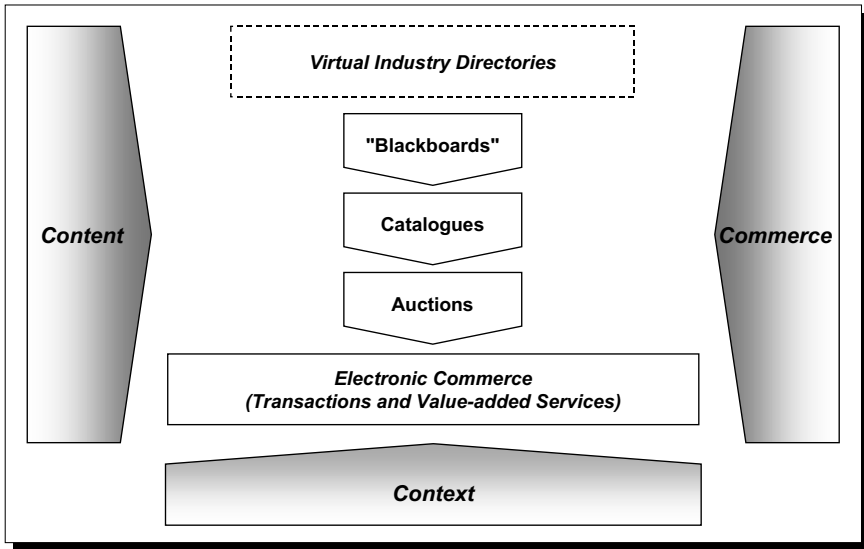 Virtual Industry Directories
"Blackboards"
Catalogues
Content
Commerce
Auctions
Electronic Commerce
(Transactions and Value-added Services)
Context